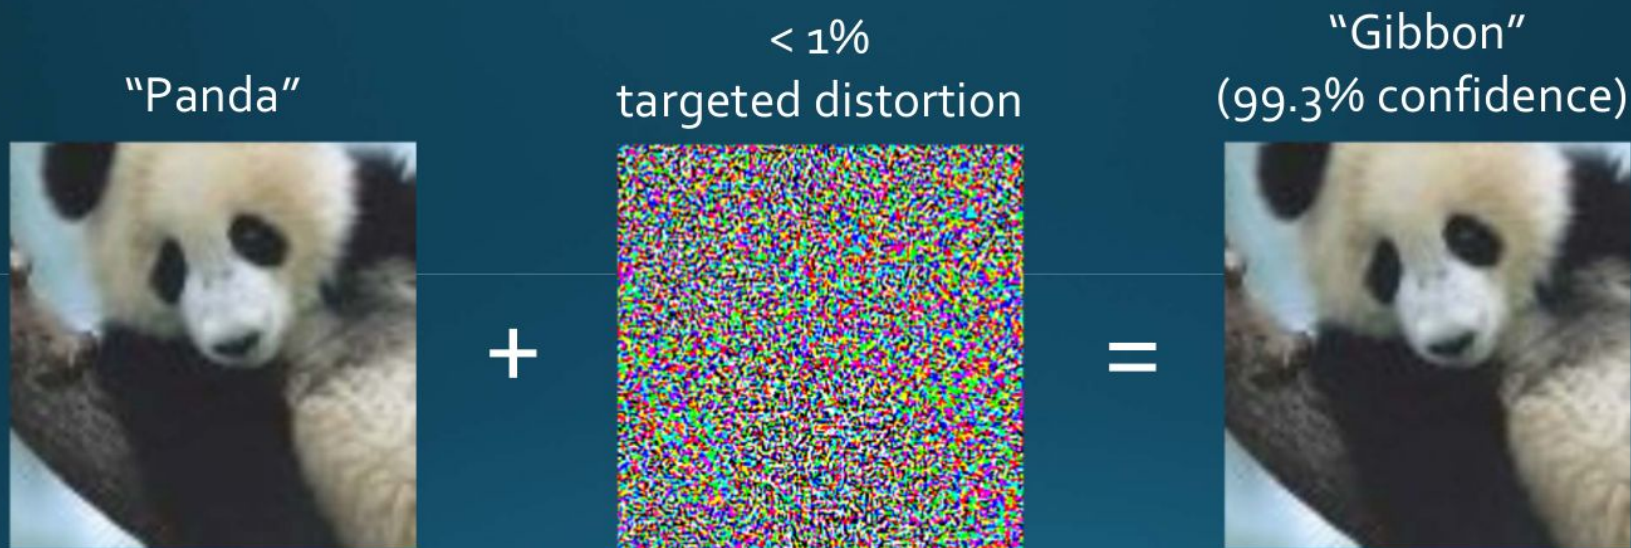 “Panda”
< 1%
targeted distortion
“Gibbon”
(99.3% confidence)
+
=